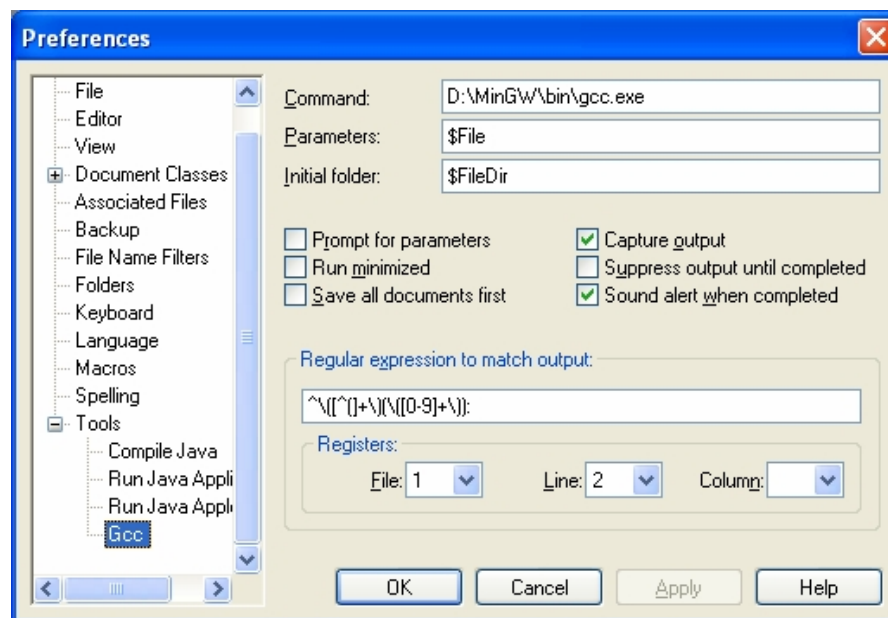 Preferences
File
Editor
View
Document Classes
Associated Files
Backup
File Name Filters
Folders
Keyboard
Language
Macros
Spelling
Tools
Compile Java
Run Java Appli
Run Java Appl
Gcc
Command: D:\MinGW\bin\gcc.exe
Parameters: $File
Initial folder: $FileDir
Prompt for parameters
Capture output
Run minimized
Suppress output until completed
Save all documents first
Sound alert when completed
Regular expression to match output:
^\([^(]+\)(\([0-9]+\)):
Registers:
File: 1 Line: 2 Column:
OK Cancel Apply Help